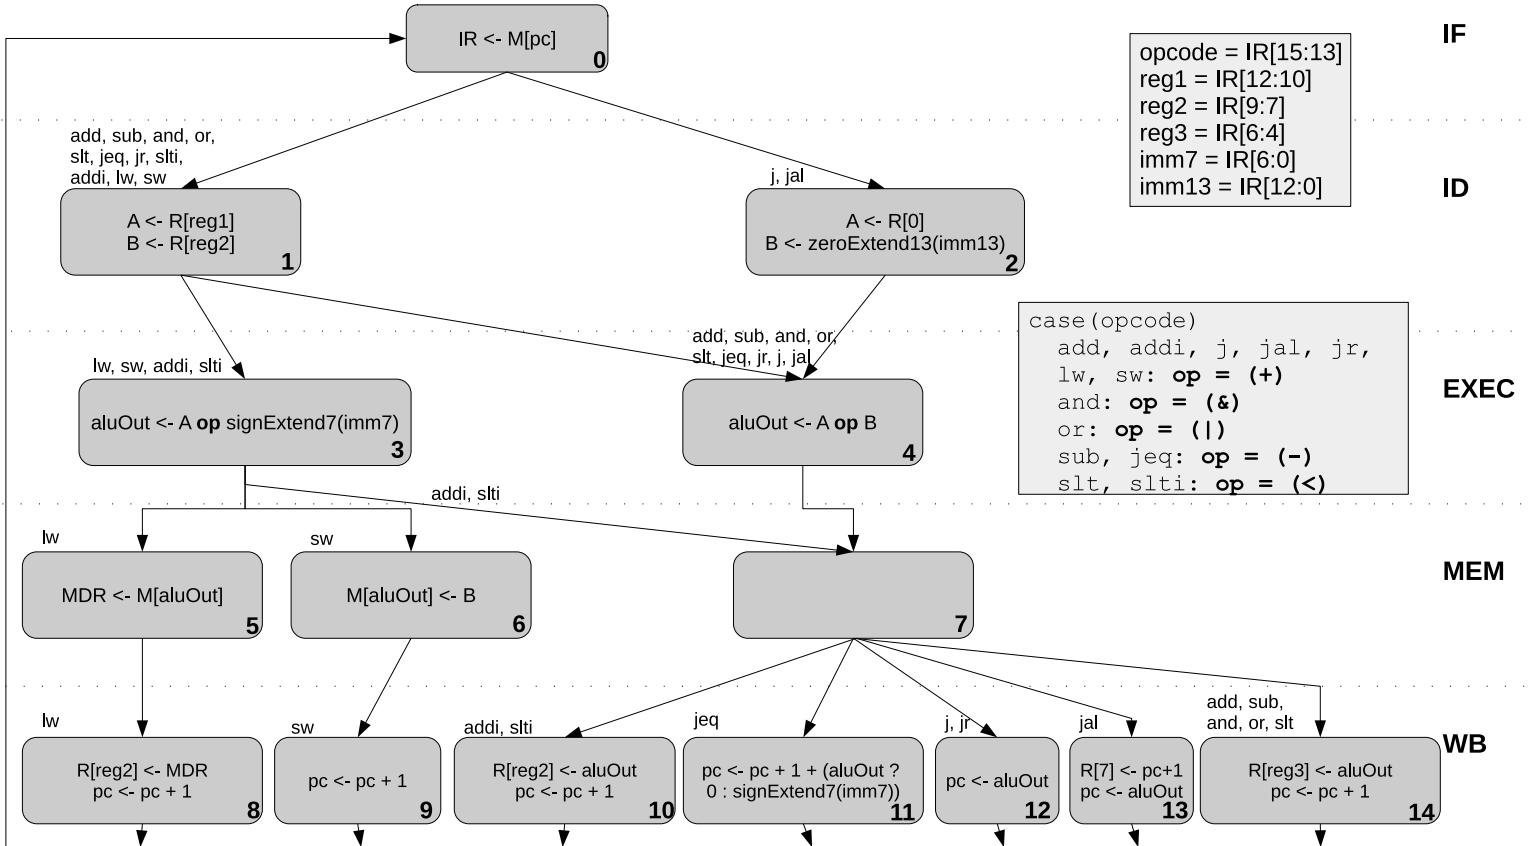 IR <- M[pc]
0
IF
opcode = IR[15:13]
reg1 = IR[12:10]
reg2 = IR[9:7]
reg3 = IR[6:4]
imm7 = IR[6:0]
imm13 = IR[12:0]
add, sub, and, or,
slt, jeq, jr, slti,
addi, lw, sw
j, jal
ID
A <- R[reg1]
B <- R[reg2]
1
A <- R[0]
B <- zeroExtend13(imm13)
2
lw, sw, addi, slti
add, sub, and, or,
slt, jeq, jr, j, jal
case(opcode)
add, addi, j, jal, jr,
lw, sw: op = (+)
and: op = (&)
or: op = (|)
sub, jeq: op = (-)
slt, slti: op = (<)
EXEC
aluOut <- A op signExtend7(imm7)
3
aluOut <- A op B
4
addi, slti
lw
sw
MEM
MDR <- M[aluOut]
5
M[aluOut] <- B
6
7
lw
sw
addi, slti
jeq
j, jr
jal
add, sub,
and, or, slt
WB
R[reg2] <- MDR
pc <- pc + 1
8
pc <- pc + 1
9
R[reg2] <- aluOut
pc <- pc + 1
10
pc <- pc + 1 + (aluOut ?
0 : signExtend7(imm7))
11
pc <- aluOut
12
R[7] <- pc+1
pc <- aluOut
13
R[reg3] <- aluOut
pc <- pc + 1
14